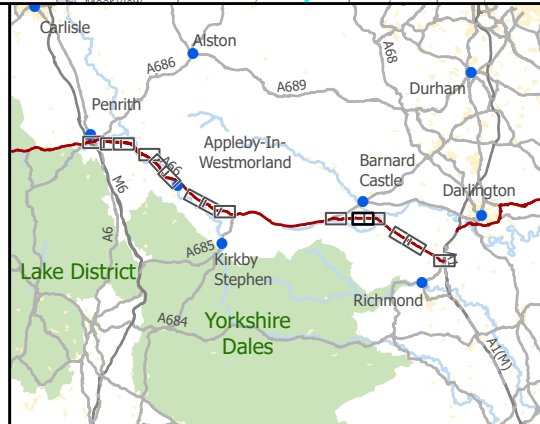 Carlisle
Alston
A686
A68
A689
Durham
Penrith
Appleby-In-
Westmorland
A66
Barnard
Castle
Darlington
M6
A6
A685
Kirkby
Stephen
Lake District
Richmond
A684
Yorkshire
Dales
A1(M)